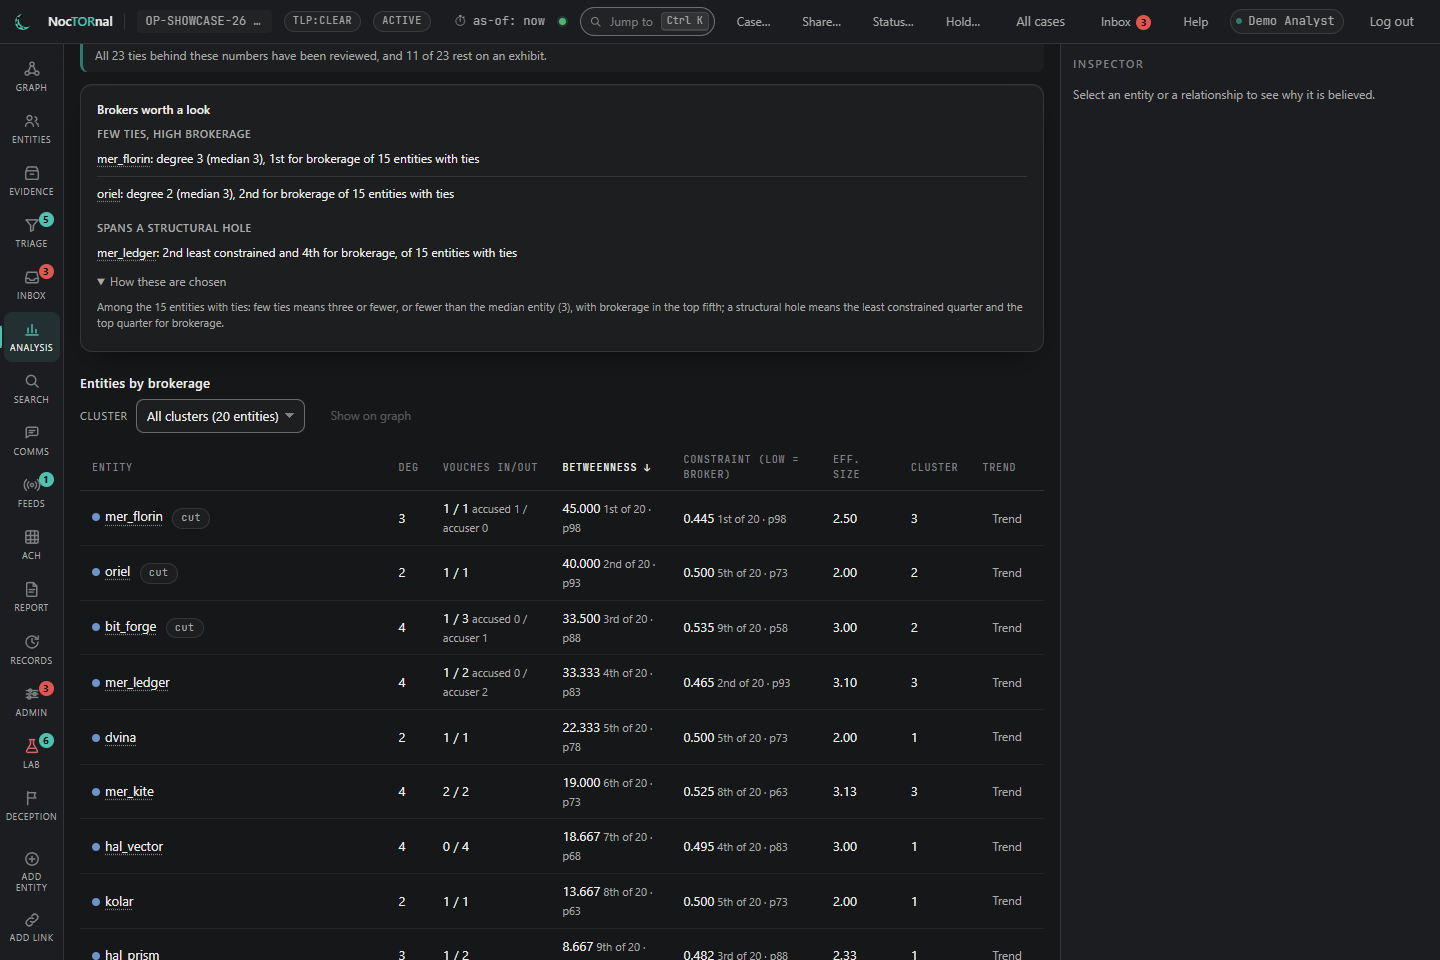 NocTORnal
OP-SHOWCASE-26 …
TLP:CLEAR
ACTIVE
as-of: now
Jump to
Ctrl K
Case...
Share...
Status...
Hold...
All cases
Inbox 3
Help
Demo Analyst
Log out
GRAPH
ENTITIES
EVIDENCE
5
TRIAGE
3
INBOX
ANALYSIS
SEARCH
COMMS
1
FEEDS
ACH
REPORT
RECORDS
3
ADMIN
6
LAB
DECEPTION
ADD
ENTITY
ADD LINK
All 23 ties behind these numbers have been reviewed, and 11 of 23 rest on an exhibit.
Brokers worth a look
FEW TIES, HIGH BROKERAGE
mer_florin: degree 3 (median 3), 1st for brokerage of 15 entities with ties
oriel: degree 2 (median 3), 2nd for brokerage of 15 entities with ties
SPANS A STRUCTURAL HOLE
mer_ledger: 2nd least constrained and 4th for brokerage, of 15 entities with ties
▼ How these are chosen
Among the 15 entities with ties: few ties means three or fewer, or fewer than the median entity (3), with brokerage in the top fifth; a structural hole means the least constrained quarter and the
top quarter for brokerage.
Entities by brokerage
CLUSTER
All clusters (20 entities)
Show on graph
ENTITY DEG VOUCHES IN/OUT BETWEENNESS ↓ CONSTRAINT (LOW = EFF. CLUSTER TREND
BROKER) SIZE
mer_florin cut 3 1 / 1 accused 1 / 45.000 1st of 20 · 0.445 1st of 20 · p98 2.50 3 Trend
accuser 0 p98
oriel cut 2 1 / 1 40.000 2nd of 20 · 0.500 5th of 20 · p73 2.00 2 Trend
p93
bit_forge cut 4 1 / 3 accused 0 / 33.500 3rd of 20 · 0.535 9th of 20 · p58 3.00 2 Trend
accuser 1 p88
mer_ledger 4 1 / 2 accused 0 / 33.333 4th of 20 · 0.465 2nd of 20 · p93 3.10 3 Trend
accuser 2 p83
dvina 2 1 / 1 22.333 5th of 20 · 0.500 5th of 20 · p73 2.00 1 Trend
p78
mer_kite 4 2 / 2 19.000 6th of 20 · 0.525 8th of 20 · p63 3.13 3 Trend
p73
hal_vector 4 0 / 4 18.667 7th of 20 · 0.495 4th of 20 · p83 3.00 1 Trend
p68
kolar 2 1 / 1 13.667 8th of 20 · 0.500 5th of 20 · p73 2.00 1 Trend
p63
hal_prism 3 1 / 2 8.667 9th of 20 · 0.482 3rd of 20 · p88 2.33 1 Trend
INSPECTOR
Select an entity or a relationship to see why it is believed.